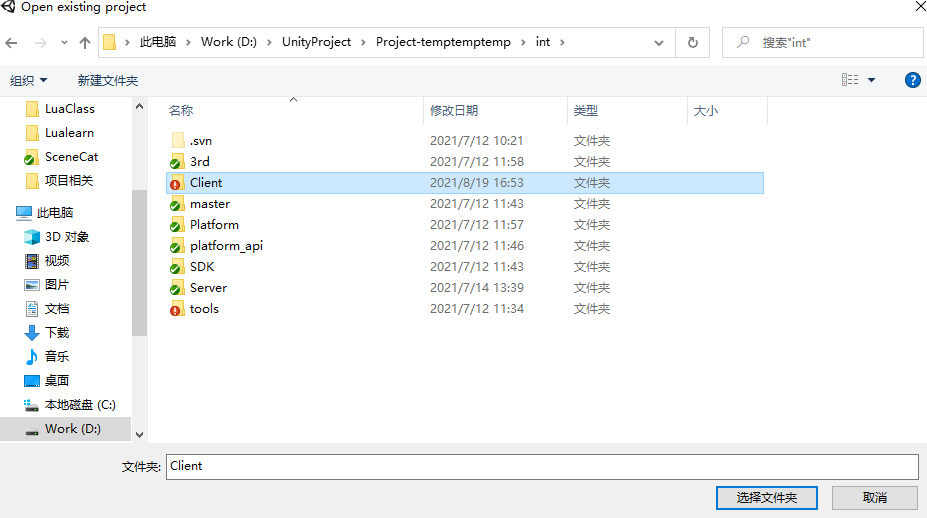 Open existing project
此电脑 › Work (D:) › UnityProject › Project-temptemptemp › int ›
搜索"int"
组织 新建文件夹
LuaClass
Lualearn
SceneCat
项目相关
此电脑
3D 对象
视频
图片
文档
下载
音乐
桌面
本地磁盘 (C:)
Work (D:)
名称 修改日期 类型 大小
.svn 2021/7/12 10:21 文件夹
3rd 2021/7/12 11:58 文件夹
Client 2021/8/19 16:53 文件夹
master 2021/7/12 11:43 文件夹
Platform 2021/7/12 11:57 文件夹
platform_api 2021/7/12 11:46 文件夹
SDK 2021/7/12 11:43 文件夹
Server 2021/7/14 13:39 文件夹
tools 2021/7/12 11:34 文件夹
文件夹: Client
选择文件夹 取消